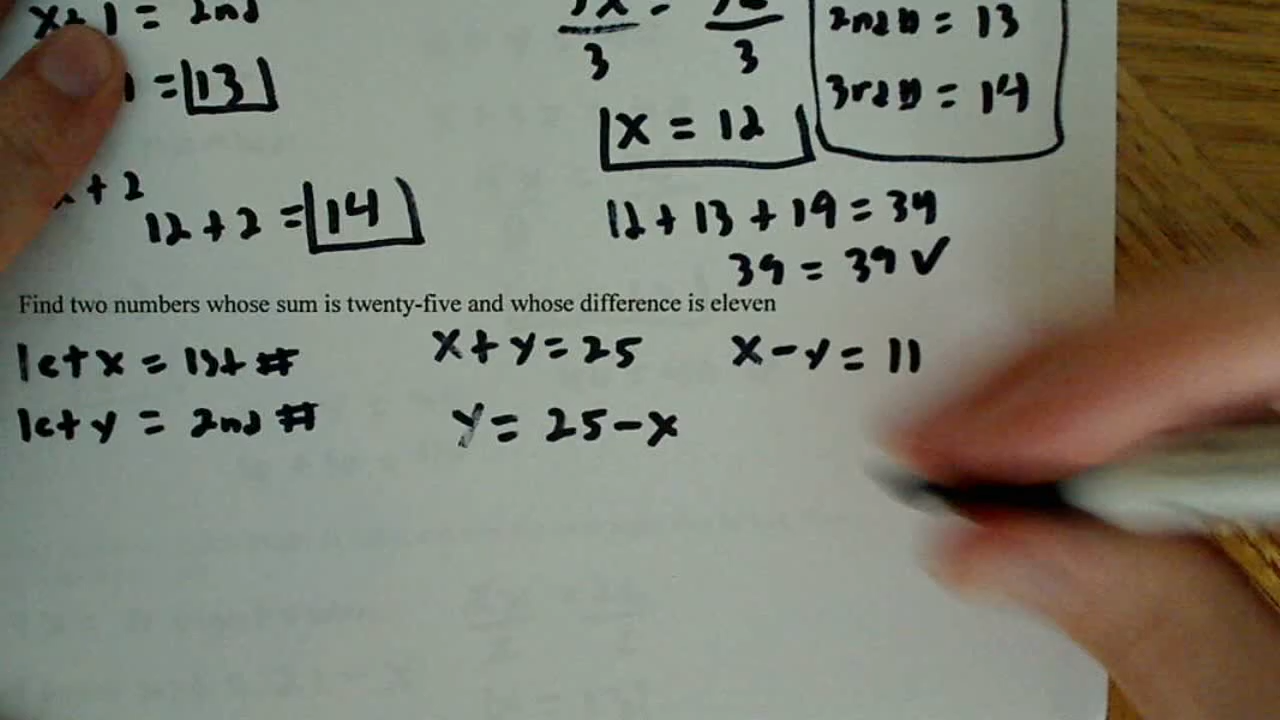 x + 1 = 2nd
1 = 13
x + 2
12 + 2 = 14
3x =
3 3
x = 12
2nd # = 13
3rd # = 14
12 + 13 + 14 = 39
39 = 39 ✓
Find two numbers whose sum is twenty-five and whose difference is eleven
let x = 1st #
let y = 2nd #
x + y = 25
y = 25 - x
x - y = 11